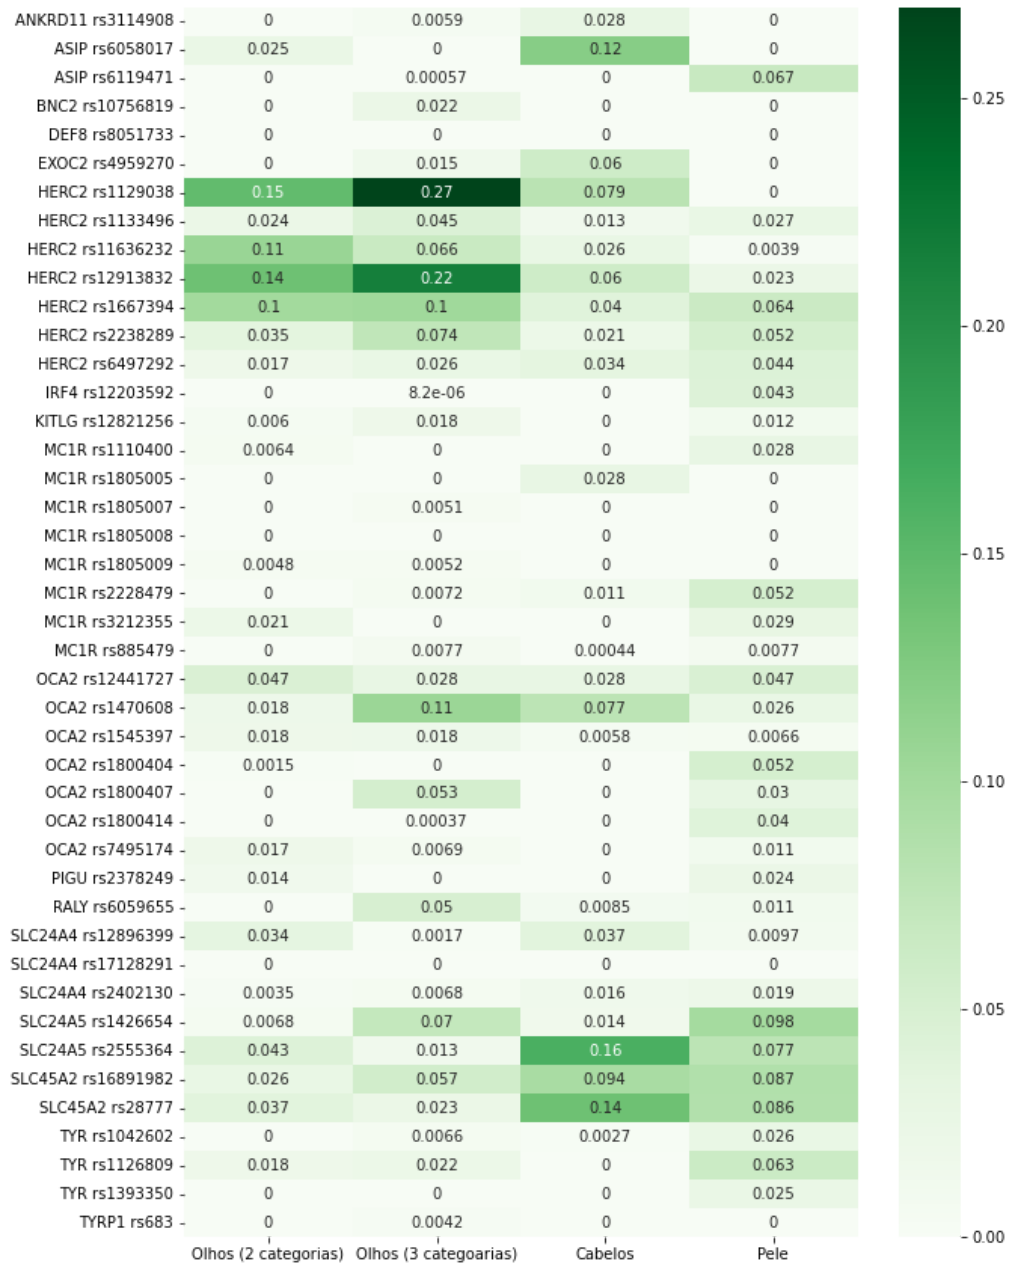 ANKRD11 rs3114908 0 0.0059 0.028 0
ASIP rs6058017 0.025 0 0.12 0
ASIP rs6119471 0 0.00057 0 0.067
BNC2 rs10756819 0 0.022 0 0
DEF8 rs8051733 0 0 0 0
EXOC2 rs4959270 0 0.015 0.06 0
HERC2 rs1129038 0.15 0.27 0.079 0
HERC2 rs1133496 0.024 0.045 0.013 0.027
HERC2 rs11636232 0.11 0.066 0.026 0.0039
HERC2 rs12913832 0.14 0.22 0.06 0.023
HERC2 rs1667394 0.1 0.1 0.04 0.064
HERC2 rs2238289 0.035 0.074 0.021 0.052
HERC2 rs6497292 0.017 0.026 0.034 0.044
IRF4 rs12203592 0 8.2e-06 0 0.043
KITLG rs12821256 0.006 0.018 0 0.012
MC1R rs1110400 0.0064 0 0 0.028
MC1R rs1805005 0 0 0.028 0
MC1R rs1805007 0 0.0051 0 0
MC1R rs1805008 0 0 0 0
MC1R rs1805009 0.0048 0.0052 0 0
MC1R rs2228479 0 0.0072 0.011 0.052
MC1R rs3212355 0.021 0 0 0.029
MC1R rs885479 0 0.0077 0.00044 0.0077
OCA2 rs12441727 0.047 0.028 0.028 0.047
OCA2 rs1470608 0.018 0.11 0.077 0.026
OCA2 rs1545397 0.018 0.018 0.0058 0.0066
OCA2 rs1800404 0.0015 0 0 0.052
OCA2 rs1800407 0 0.053 0 0.03
OCA2 rs1800414 0 0.00037 0 0.04
OCA2 rs7495174 0.017 0.0069 0 0.011
PIGU rs2378249 0.014 0 0 0.024
RALY rs6059655 0 0.05 0.0085 0.011
SLC24A4 rs12896399 0.034 0.0017 0.037 0.0097
SLC24A4 rs17128291 0 0 0 0
SLC24A4 rs2402130 0.0035 0.0068 0.016 0.019
SLC24A5 rs1426654 0.0068 0.07 0.014 0.098
SLC24A5 rs2555364 0.043 0.013 0.16 0.077
SLC45A2 rs16891982 0.026 0.057 0.094 0.087
SLC45A2 rs28777 0.037 0.023 0.14 0.086
TYR rs1042602 0 0.0066 0.0027 0.026
TYR rs1126809 0.018 0.022 0 0.063
TYR rs1393350 0 0 0 0.025
TYRP1 rs683 0 0.0042 0 0
Olhos (2 categorias) Olhos (3 categoarias) Cabelos Pele
0.25
0.20
0.15
0.10
0.05
0.00